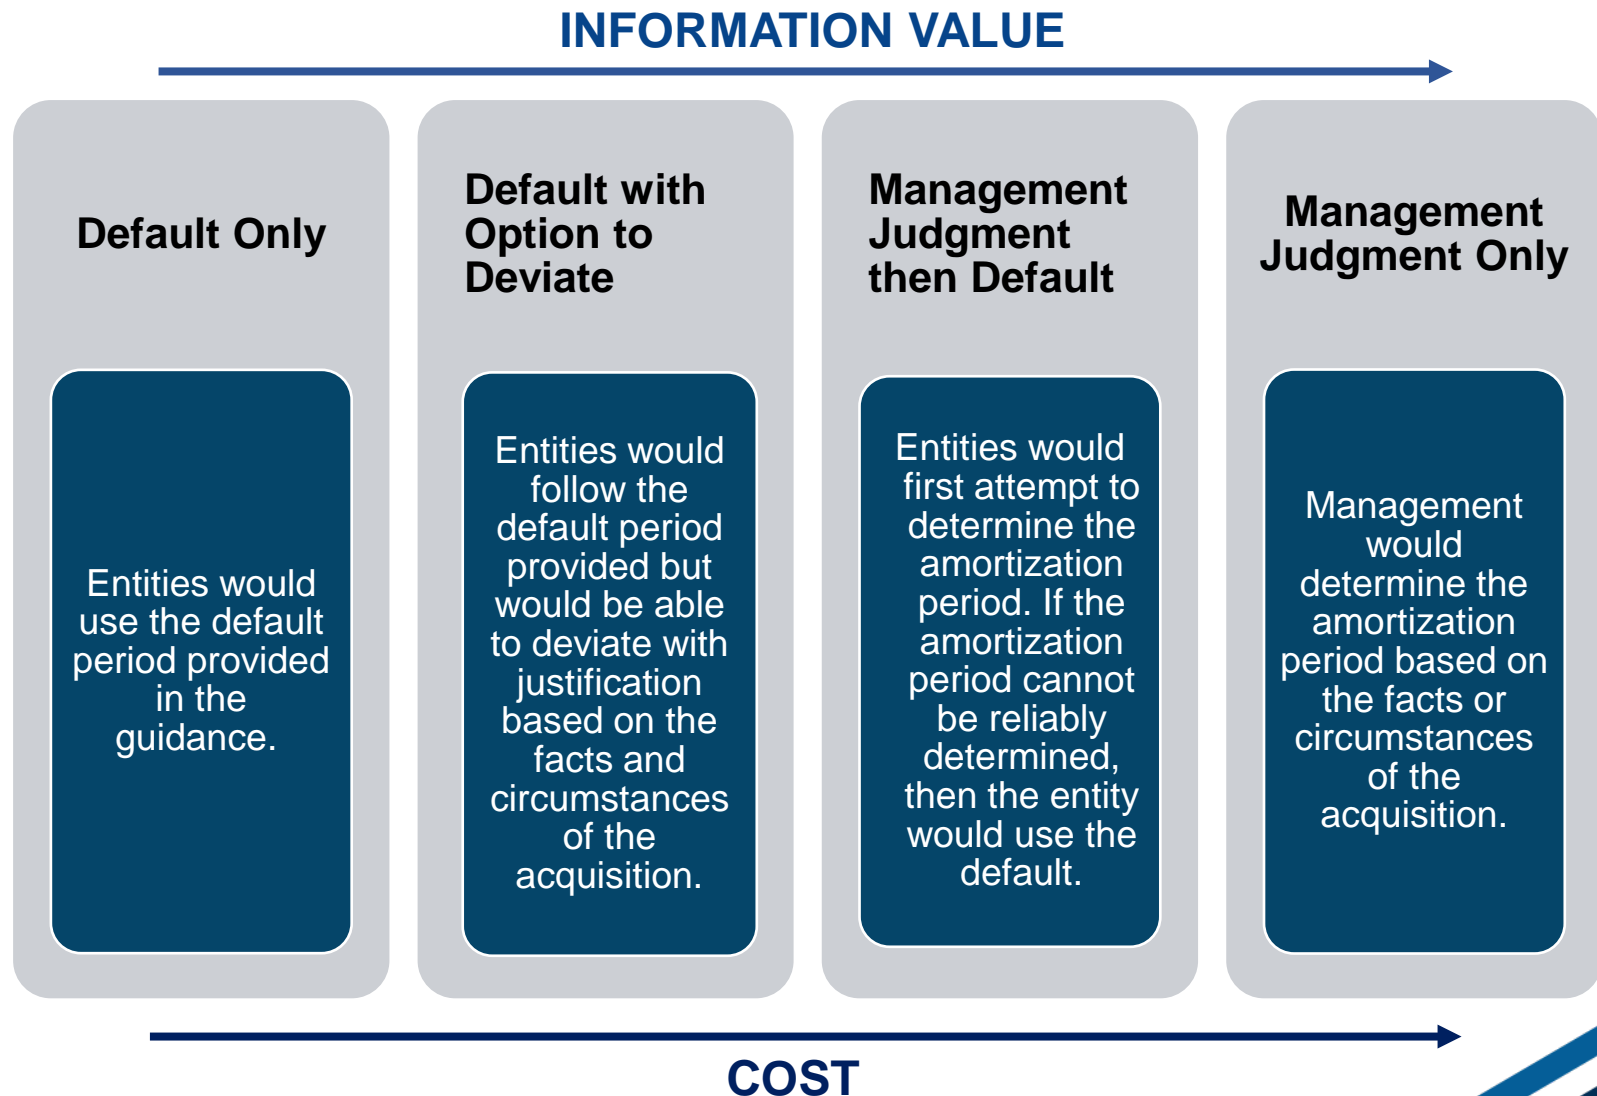 INFORMATION VALUE
Default Only
Entities would
use the default
period provided
in the
guidance.
Default with
Option to
Deviate
Entities would
follow the
default period
provided but
would be able
to deviate with
justification
based on the
facts and
circumstances
of the
acquisition.
Management
Judgment
then Default
Entities would
first attempt to
determine the
amortization
period. If the
amortization
period cannot
be reliably
determined,
then the entity
would use the
default.
Management
Judgment Only
Management
would
determine the
amortization
period based on
the facts or
circumstances
of the
acquisition.
COST